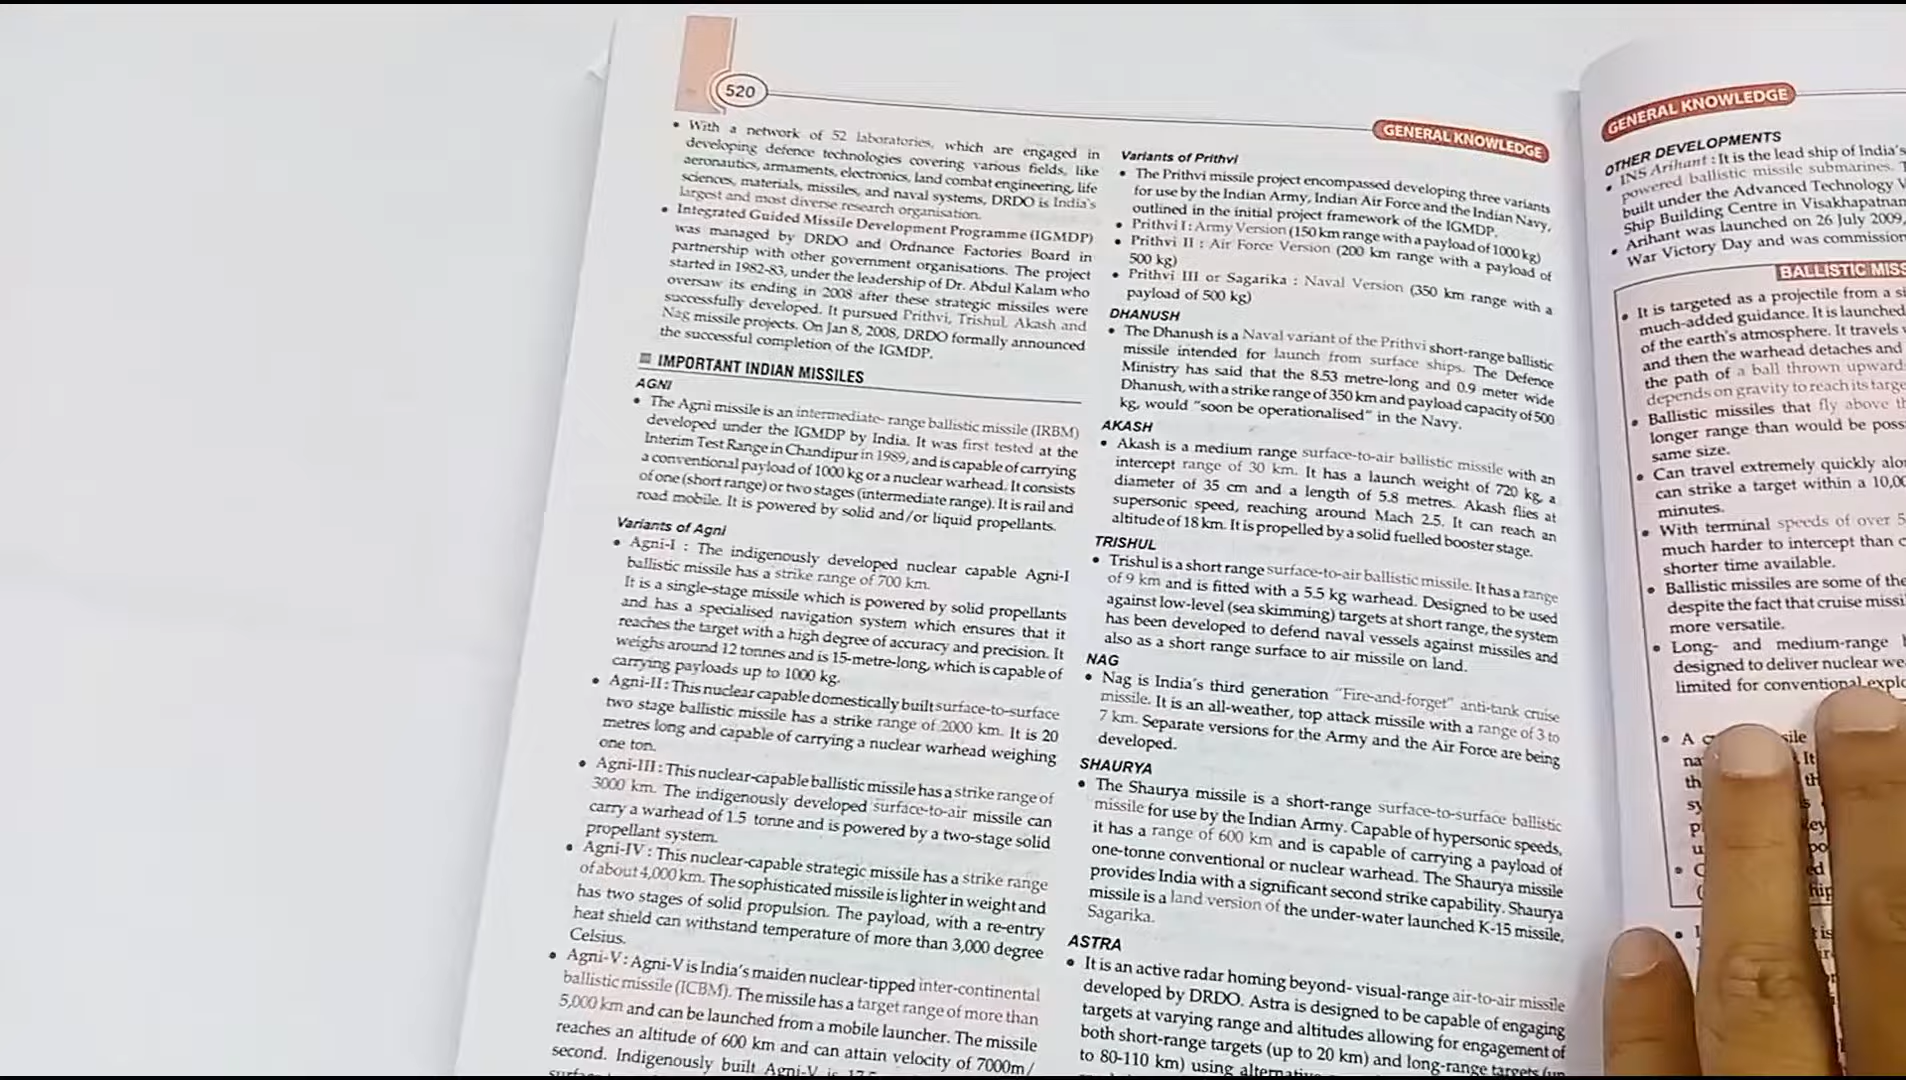 520
GENERAL KNOWLEDGE
• With a network of 52 laboratories, which are engaged in
developing defence technologies covering various fields, like
aeronautics, armaments, electronics, land combat engineering, life
sciences, materials, missiles, and naval systems, DRDO is India's
largest and most diverse research organisation.
• Integrated Guided Missile Development Programme (IGMDP)
was managed by DRDO and Ordnance Factories Board in
partnership with other government organisations. The project
started in 1982-83, under the leadership of Dr. Abdul Kalam who
oversaw its ending in 2008 after these strategic missiles were
successfully developed. It pursued Prithvi, Trishul, Akash and
Nag missile projects. On Jan 8, 2008, DRDO formally announced
the successful completion of the IGMDP.
IMPORTANT INDIAN MISSILES
AGNI
• The Agni missile is an intermediate- range ballistic missile (IRBM)
developed under the IGMDP by India. It was first tested at the
Interim Test Range in Chandipur in 1989, and is capable of carrying
a conventional payload of 1000 kg or a nuclear warhead. It consists
of one (short range) or two stages (intermediate range). It is rail and
road mobile. It is powered by solid and/or liquid propellants.
Variants of Agni
• Agni-I : The indigenously developed nuclear capable Agni-I
ballistic missile has a strike range of 700 km.
It is a single-stage missile which is powered by solid propellants
and has a specialised navigation system which ensures that it
reaches the target with a high degree of accuracy and precision. It
weighs around 12 tonnes and is 15-metre-long, which is capable of
carrying payloads up to 1000 kg.
• Agni-II : This nuclear capable domestically built surface-to-surface
two stage ballistic missile has a strike range of 2000 km. It is 20
metres long and capable of carrying a nuclear warhead weighing
one ton.
• Agni-III : This nuclear-capable ballistic missile has a strike range of
3000 km. The indigenously developed surface-to-air missile can
carry a warhead of 1.5 tonne and is powered by a two-stage solid
propellant system.
• Agni-IV : This nuclear-capable strategic missile has a strike range
of about 4,000 km. The sophisticated missile is lighter in weight and
has two stages of solid propulsion. The payload, with a re-entry
heat shield can withstand temperature of more than 3,000 degree
Celsius.
• Agni-V : Agni-V is India's maiden nuclear-tipped inter-continental
ballistic missile (ICBM). The missile has a target range of more than
5,000 km and can be launched from a mobile launcher. The missile
reaches an altitude of 600 km and can attain velocity of 7000m/
second. Indigenously built Agni-V is
Variants of Prithvi
• The Prithvi missile project encompassed developing three variants
for use by the Indian Army, Indian Air Force and the Indian Navy,
outlined in the initial project framework of the IGMDP.
• Prithvi I : Army Version (150 km range with a payload of 1000 kg)
• Prithvi II : Air Force Version (200 km range with a payload of
500 kg)
• Prithvi III or Sagarika : Naval Version (350 km range with a
payload of 500 kg)
DHANUSH
• The Dhanush is a Naval variant of the Prithvi short-range ballistic
missile intended for launch from surface ships. The Defence
Ministry has said that the 8.53 metre-long and 0.9 meter wide
Dhanush, with a strike range of 350 km and payload capacity of 500
kg, would "soon be operationalised" in the Navy.
AKASH
• Akash is a medium range surface-to-air ballistic missile with an
intercept range of 30 km. It has a launch weight of 720 kg, a
diameter of 35 cm and a length of 5.8 metres. Akash flies at
supersonic speed, reaching around Mach 2.5. It can reach an
altitude of 18 km. It is propelled by a solid fuelled booster stage.
TRISHUL
• Trishul is a short range surface-to-air ballistic missile. It has a range
of 9 km and is fitted with a 5.5 kg warhead. Designed to be used
against low-level (sea skimming) targets at short range, the system
has been developed to defend naval vessels against missiles and
also as a short range surface to air missile on land.
NAG
• Nag is India's third generation "Fire-and-forget" anti-tank cruise
missile. It is an all-weather, top attack missile with a range of 3 to
7 km. Separate versions for the Army and the Air Force are being
developed.
SHAURYA
• The Shaurya missile is a short-range surface-to-surface ballistic
missile for use by the Indian Army. Capable of hypersonic speeds,
it has a range of 600 km and is capable of carrying a payload of
one-tonne conventional or nuclear warhead. The Shaurya missile
provides India with a significant second strike capability. Shaurya
missile is a land version of the under-water launched K-15 missile,
Sagarika.
ASTRA
• It is an active radar homing beyond- visual-range air-to-air missile
developed by DRDO. Astra is designed to be capable of engaging
targets at varying range and altitudes allowing for engagement of
both short-range targets (up to 20 km) and long-range targets (up
to 80-110 km) using
GENERAL KNOWLEDGE
OTHER DEVELOPMENTS
• INS Arihant : It is the lead ship of India's
powered ballistic missile submarines.
built under the Advanced Technology
Ship Building Centre in Visakhapatnam
• Arihant was launched on 26 July 2009,
War Victory Day and was commission
BALLISTIC MISS
• It is targeted as a projectile from a
much-added guidance. It is launched
of the earth's atmosphere. It travels
and then the warhead detaches and
the path of a ball thrown upward
depends on gravity to reach its targe
• Ballistic missiles that fly above th
longer range than would be poss
same size.
• Can travel extremely quickly alo
can strike a target within a 10,00
minutes.
• With terminal speeds of over 5
much harder to intercept than c
shorter time available.
• Ballistic missiles are some of the
despite the fact that cruise missi
more versatile.
• Long- and medium-range
designed to deliver nuclear we
limited for conventional explo
• A